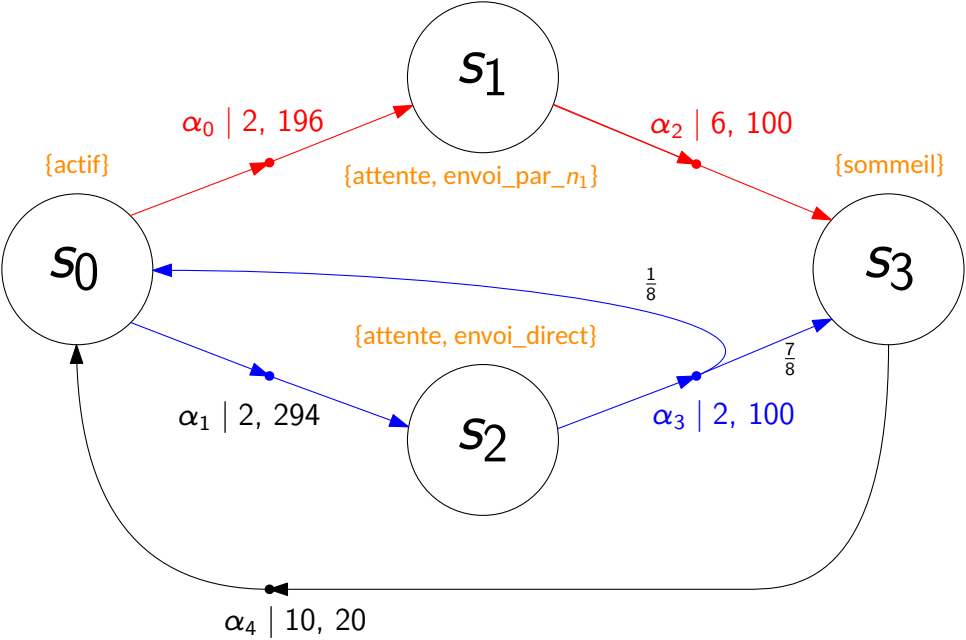 s1
α0 | 2, 196
α2 | 6, 100
{actif}
{attente, envoi_par_n1}
{sommeil}
s0
s3
1/8
{attente, envoi_direct}
7/8
α1 | 2, 294
α3 | 2, 100
s2
α4 | 10, 20